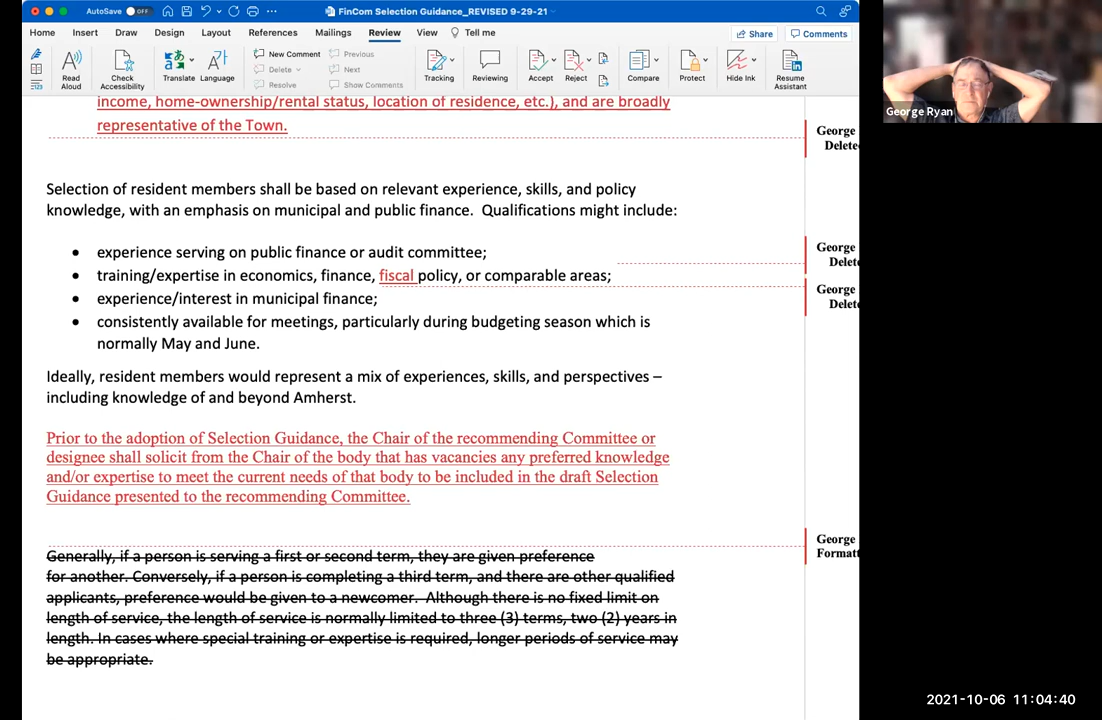 AutoSave OFF FinCom Selection Guidance_REVISED 9-29-21
Home Insert Draw Design Layout References Mailings Review View Tell me Share Comments
Read Aloud
Check Accessibility
Translate
Language
New Comment
Delete
Resolve
Previous
Next
Show Comments
Tracking
Reviewing
Accept
Reject
Compare
Protect
Hide Ink
Resume Assistant
income, home-ownership/rental status, location of residence, etc.), and are broadly
representative of the Town.
George
Delete
Selection of resident members shall be based on relevant experience, skills, and policy
knowledge, with an emphasis on municipal and public finance. Qualifications might include:
• experience serving on public finance or audit committee;
• training/expertise in economics, finance, fiscal policy, or comparable areas;
• experience/interest in municipal finance;
• consistently available for meetings, particularly during budgeting season which is
normally May and June.
George
Delet
George
Delet
Ideally, resident members would represent a mix of experiences, skills, and perspectives –
including knowledge of and beyond Amherst.
Prior to the adoption of Selection Guidance, the Chair of the recommending Committee or
designee shall solicit from the Chair of the body that has vacancies any preferred knowledge
and/or expertise to meet the current needs of that body to be included in the draft Selection
Guidance presented to the recommending Committee.
George
Format
Generally, if a person is serving a first or second term, they are given preference
for another. Conversely, if a person is completing a third term, and there are other qualified
applicants, preference would be given to a newcomer. Although there is no fixed limit on
length of service, the length of service is normally limited to three (3) terms, two (2) years in
length. In cases where special training or expertise is required, longer periods of service may
be appropriate.
George Ryan
2021-10-06 11:04:40